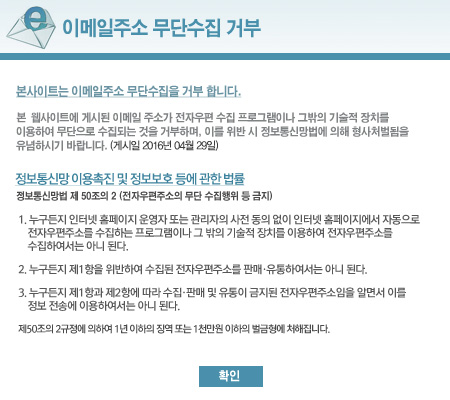 e
이메일주소 무단수집 거부
본사이트는 이메일주소 무단수집을 거부 합니다.
본 웹사이트에 게시된 이메일 주소가 전자우편 수집 프로그램이나 그밖의 기술적 장치를
이용하여 무단으로 수집되는 것을 거부하며, 이를 위반 시 정보통신망법에 의해 형사처벌됨을
유념하시기 바랍니다. (게시일 2016년 04월 29일)
정보통신망 이용촉진 및 정보보호 등에 관한 법률
정보통신망법 제 50조의 2 (전자우편주소의 무단 수집행위 등 금지)
1. 누구든지 인터넷 홈페이지 운영자 또는 관리자의 사전 동의 없이 인터넷 홈페이지에서 자동으로
전자우편주소를 수집하는 프로그램이나 그 밖의 기술적 장치를 이용하여 전자우편주소를
수집하여서는 아니 된다.
2. 누구든지 제1항을 위반하여 수집된 전자우편주소를 판매·유통하여서는 아니 된다.
3. 누구든지 제1항과 제2항에 따라 수집·판매 및 유통이 금지된 전자우편주소임을 알면서 이를
정보 전송에 이용하여서는 아니 된다.
제50조의 2규정에 의하여 1년 이하의 징역 또는 1천만원 이하의 벌금형에 처해집니다.
확인